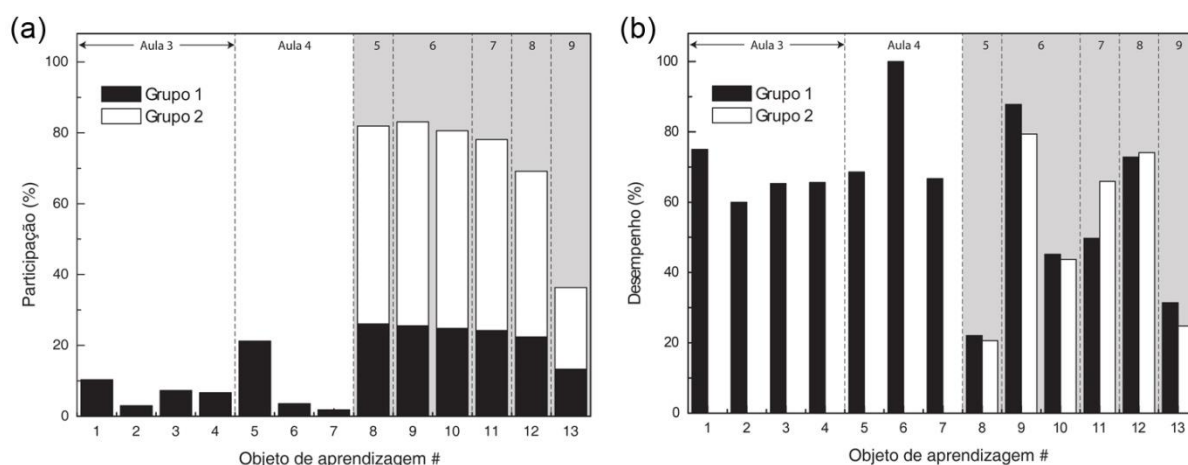 (a)
Aula 3
Aula 4
5
6
7
8
9
100
80
60
40
20
0
Participação (%)
Grupo 1
Grupo 2
1 2 3 4 5 6 7 8 9 10 11 12 13
Objeto de aprendizagem #
(b)
Aula 3
Aula 4
5
6
7
8
9
100
80
60
40
20
0
Desempenho (%)
Grupo 1
Grupo 2
1 2 3 4 5 6 7 8 9 10 11 12 13
Objeto de aprendizagem #